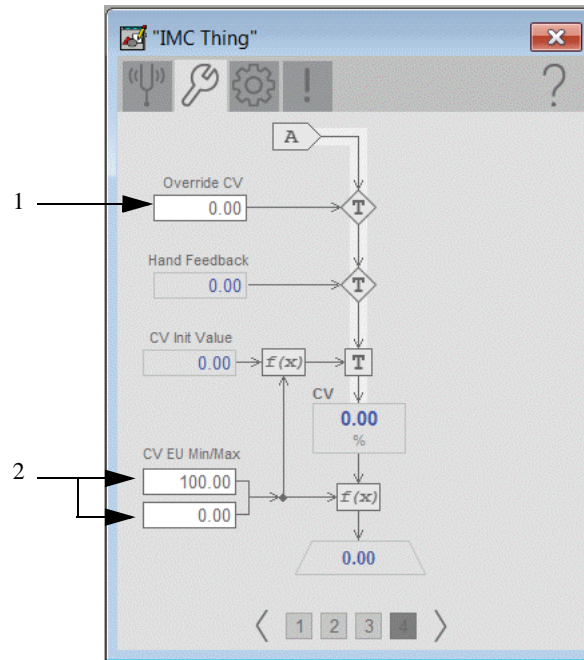 "IMC Thing"
?
A
1
Override CV
0.00
T
Hand Feedback
0.00
T
CV Init Value
0.00
f(x)
T
CV
0.00
%
2
CV EU Min/Max
100.00
0.00
f(x)
0.00
1 2 3 4